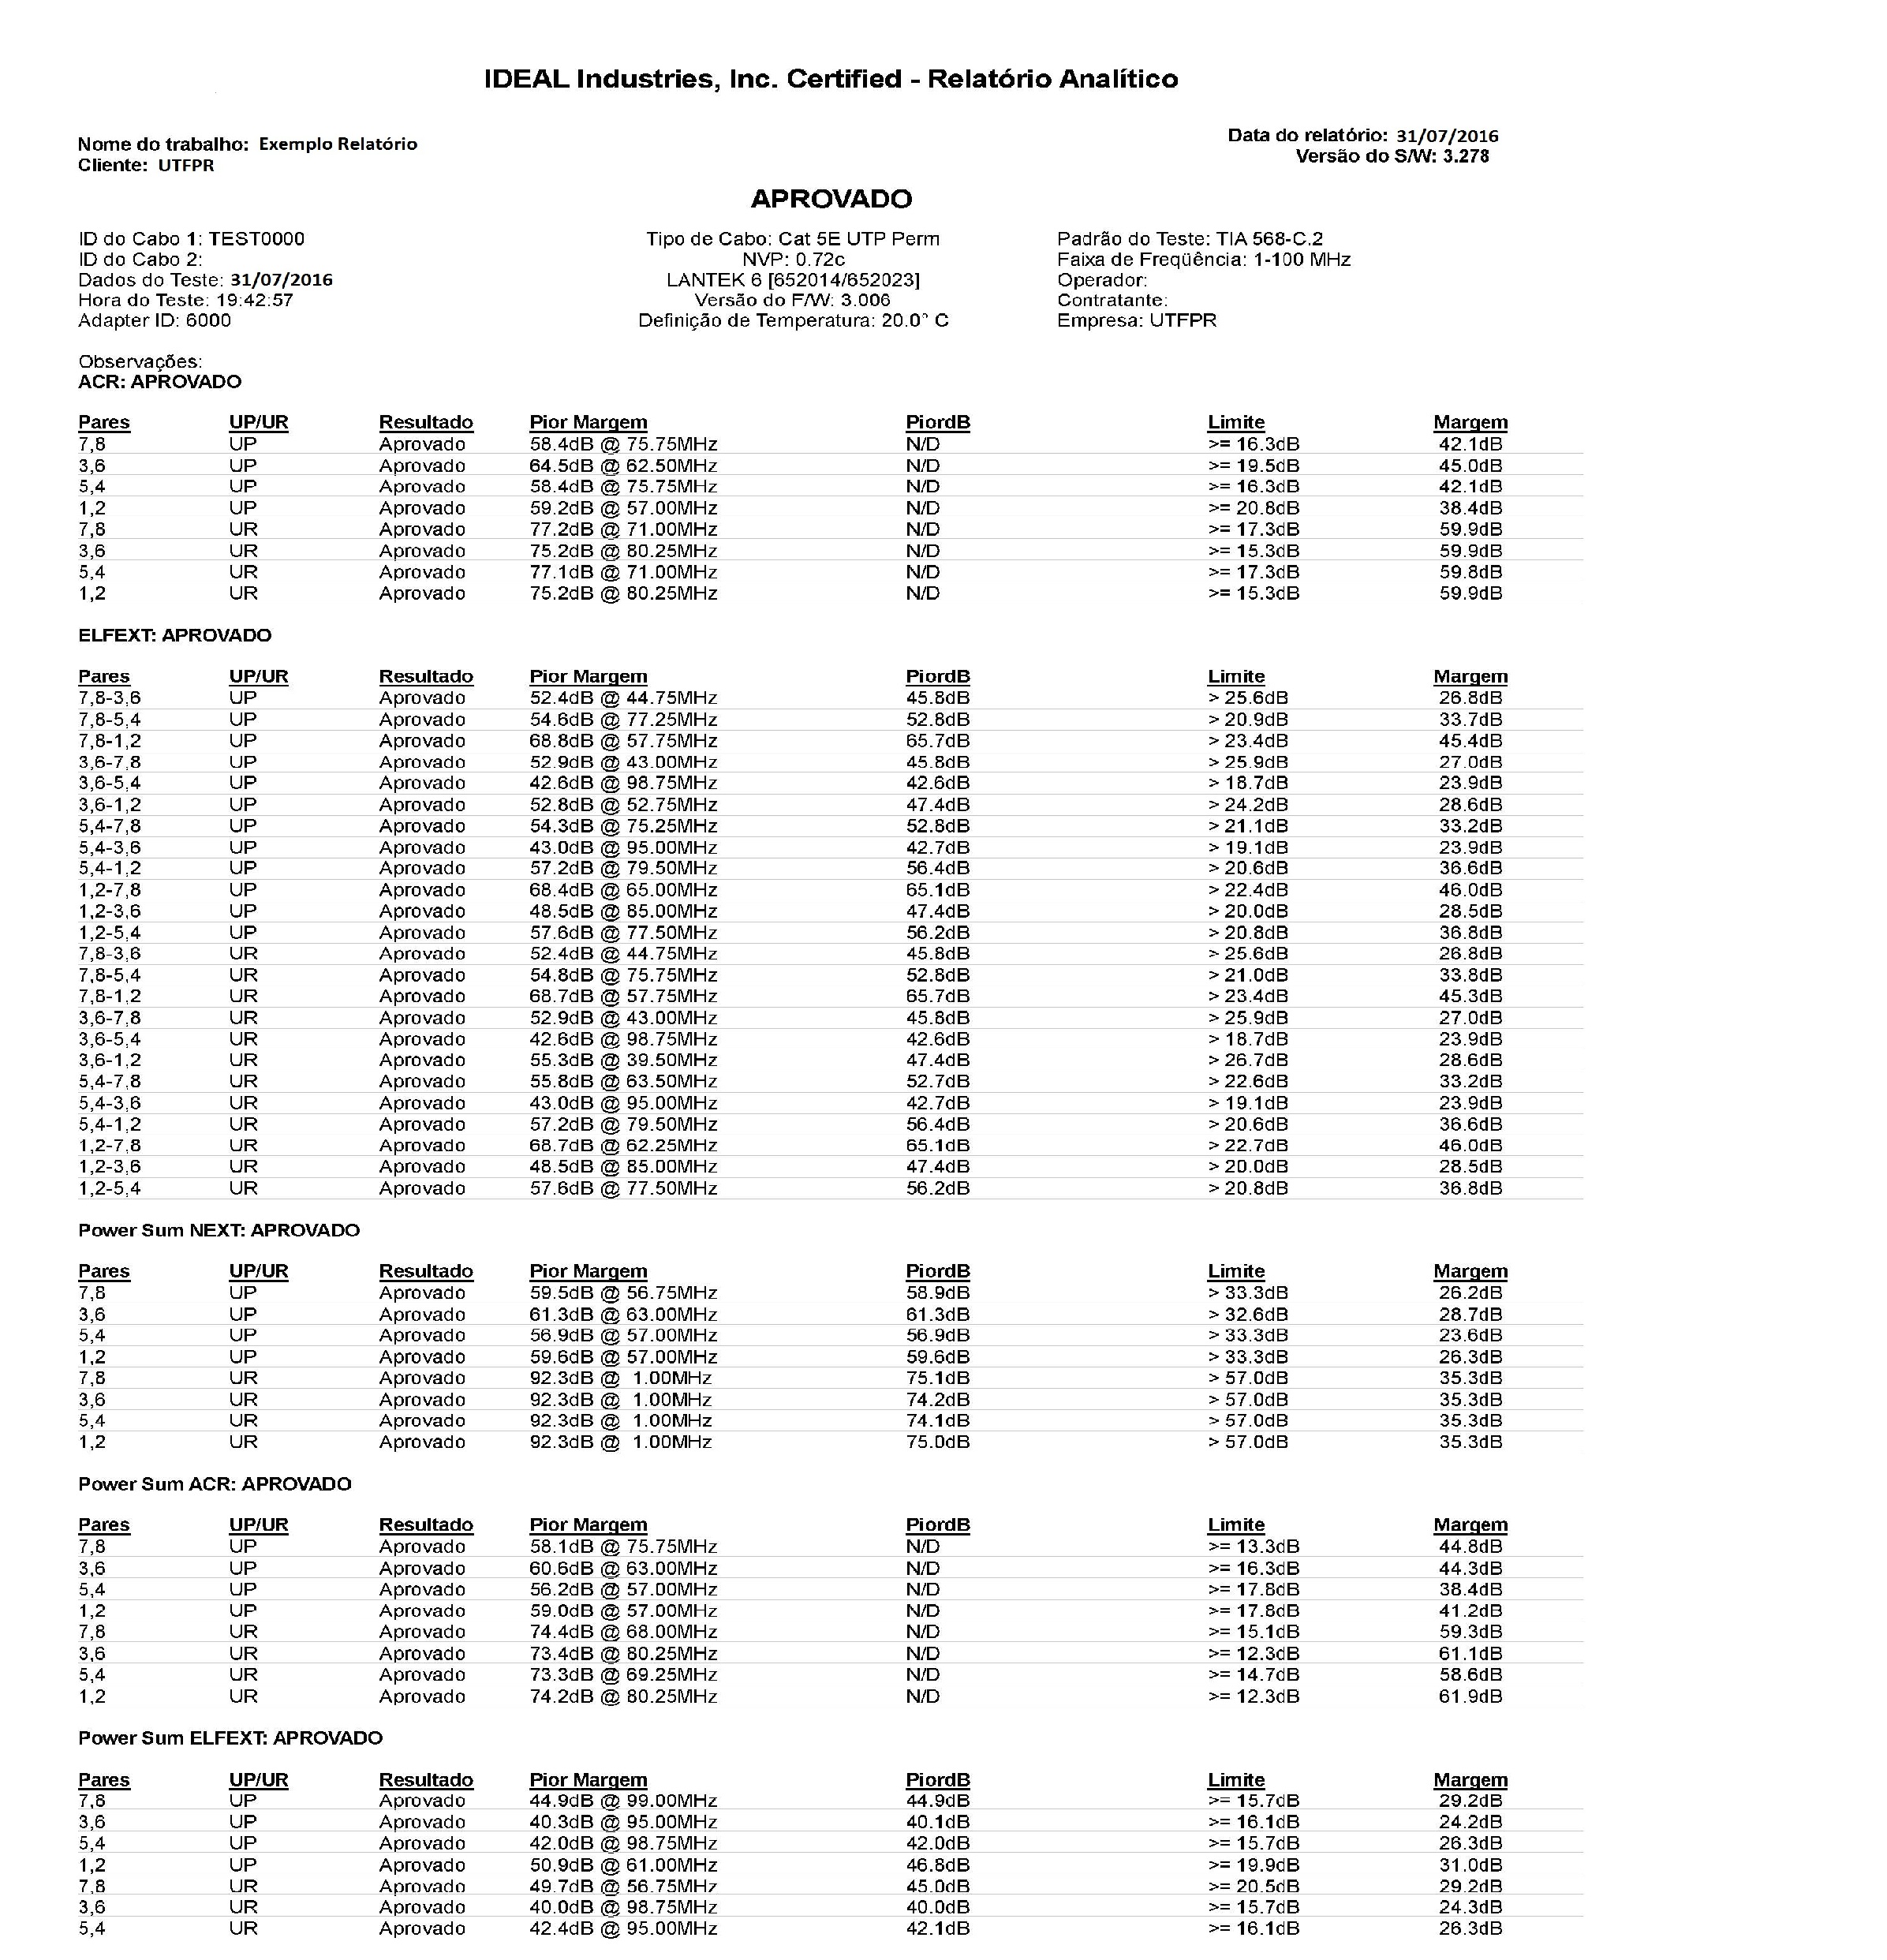 IDEAL Industries, Inc. Certified - Relatório Analítico
Nome do trabalho: Exemplo Relatório
Data do relatório: 31/07/2016
Cliente: UTFPR
Versão do S/W: 3.278
APROVADO
ID do Cabo 1: TEST0000 Tipo de Cabo: Cat 5E UTP Perm Padrão do Teste: TIA 568-C.2
ID do Cabo 2: NVP: 0.72c Faixa de Freqüência: 1-100 MHz
Dados do Teste: 31/07/2016 LANTEK 6 [652014/652023] Operador:
Hora do Teste: 19:42:57 Versão do F/W: 3.006 Contratante:
Adapter ID: 6000 Definição de Temperatura: 20.0° C Empresa: UTFPR
Observações:
ACR: APROVADO
Pares UP/UR Resultado Pior Margem PiordB Limite Margem
7,8 UP Aprovado 58.4dB @ 75.75MHz N/D >= 16.3dB 42.1dB
3,6 UP Aprovado 64.5dB @ 62.50MHz N/D >= 19.5dB 45.0dB
5,4 UP Aprovado 58.4dB @ 75.75MHz N/D >= 16.3dB 42.1dB
1,2 UP Aprovado 59.2dB @ 57.00MHz N/D >= 20.8dB 38.4dB
7,8 UR Aprovado 77.2dB @ 71.00MHz N/D >= 17.3dB 59.9dB
3,6 UR Aprovado 75.2dB @ 80.25MHz N/D >= 15.3dB 59.9dB
5,4 UR Aprovado 77.1dB @ 71.00MHz N/D >= 17.3dB 59.8dB
1,2 UR Aprovado 75.2dB @ 80.25MHz N/D >= 15.3dB 59.9dB
ELFEXT: APROVADO
Pares UP/UR Resultado Pior Margem PiordB Limite Margem
7,8-3,6 UP Aprovado 52.4dB @ 44.75MHz 45.8dB > 25.6dB 26.8dB
7,8-5,4 UP Aprovado 54.6dB @ 77.25MHz 52.8dB > 20.9dB 33.7dB
7,8-1,2 UP Aprovado 68.8dB @ 57.75MHz 65.7dB > 23.4dB 45.4dB
3,6-7,8 UP Aprovado 52.9dB @ 43.00MHz 45.8dB > 25.9dB 27.0dB
3,6-5,4 UP Aprovado 42.6dB @ 98.75MHz 42.6dB > 18.7dB 23.9dB
3,6-1,2 UP Aprovado 52.8dB @ 52.75MHz 47.4dB > 24.2dB 28.6dB
5,4-7,8 UP Aprovado 54.3dB @ 75.25MHz 52.8dB > 21.1dB 33.2dB
5,4-3,6 UP Aprovado 43.0dB @ 95.00MHz 42.7dB > 19.1dB 23.9dB
5,4-1,2 UP Aprovado 57.2dB @ 79.50MHz 56.4dB > 20.6dB 36.6dB
1,2-7,8 UP Aprovado 68.4dB @ 65.00MHz 65.1dB > 22.4dB 46.0dB
1,2-3,6 UP Aprovado 48.5dB @ 85.00MHz 47.4dB > 20.0dB 28.5dB
1,2-5,4 UP Aprovado 57.6dB @ 77.50MHz 56.2dB > 20.8dB 36.8dB
7,8-3,6 UR Aprovado 52.4dB @ 44.75MHz 45.8dB > 25.6dB 26.8dB
7,8-5,4 UR Aprovado 54.8dB @ 75.75MHz 52.8dB > 21.0dB 33.8dB
7,8-1,2 UR Aprovado 68.7dB @ 57.75MHz 65.7dB > 23.4dB 45.3dB
3,6-7,8 UR Aprovado 52.9dB @ 43.00MHz 45.8dB > 25.9dB 27.0dB
3,6-5,4 UR Aprovado 42.6dB @ 98.75MHz 42.6dB > 18.7dB 23.9dB
3,6-1,2 UR Aprovado 55.3dB @ 39.50MHz 47.4dB > 26.7dB 28.6dB
5,4-7,8 UR Aprovado 55.8dB @ 63.50MHz 52.7dB > 22.6dB 33.2dB
5,4-3,6 UR Aprovado 43.0dB @ 95.00MHz 42.7dB > 19.1dB 23.9dB
5,4-1,2 UR Aprovado 57.2dB @ 79.50MHz 56.4dB > 20.6dB 36.6dB
1,2-7,8 UR Aprovado 68.7dB @ 62.25MHz 65.1dB > 22.7dB 46.0dB
1,2-3,6 UR Aprovado 48.5dB @ 85.00MHz 47.4dB > 20.0dB 28.5dB
1,2-5,4 UR Aprovado 57.6dB @ 77.50MHz 56.2dB > 20.8dB 36.8dB
Power Sum NEXT: APROVADO
Pares UP/UR Resultado Pior Margem PiordB Limite Margem
7,8 UP Aprovado 59.5dB @ 56.75MHz 58.9dB > 33.3dB 26.2dB
3,6 UP Aprovado 61.3dB @ 63.00MHz 61.3dB > 32.6dB 28.7dB
5,4 UP Aprovado 56.9dB @ 57.00MHz 56.9dB > 33.3dB 23.6dB
1,2 UP Aprovado 59.6dB @ 57.00MHz 59.6dB > 33.3dB 26.3dB
7,8 UR Aprovado 92.3dB @ 1.00MHz 75.1dB > 57.0dB 35.3dB
3,6 UR Aprovado 92.3dB @ 1.00MHz 74.2dB > 57.0dB 35.3dB
5,4 UR Aprovado 92.3dB @ 1.00MHz 74.1dB > 57.0dB 35.3dB
1,2 UR Aprovado 92.3dB @ 1.00MHz 75.0dB > 57.0dB 35.3dB
Power Sum ACR: APROVADO
Pares UP/UR Resultado Pior Margem PiordB Limite Margem
7,8 UP Aprovado 58.1dB @ 75.75MHz N/D >= 13.3dB 44.8dB
3,6 UP Aprovado 60.6dB @ 63.00MHz N/D >= 16.3dB 44.3dB
5,4 UP Aprovado 56.2dB @ 57.00MHz N/D >= 17.8dB 38.4dB
1,2 UP Aprovado 59.0dB @ 57.00MHz N/D >= 17.8dB 41.2dB
7,8 UR Aprovado 74.4dB @ 68.00MHz N/D >= 15.1dB 59.3dB
3,6 UR Aprovado 73.4dB @ 80.25MHz N/D >= 12.3dB 61.1dB
5,4 UR Aprovado 73.3dB @ 69.25MHz N/D >= 14.7dB 58.6dB
1,2 UR Aprovado 74.2dB @ 80.25MHz N/D >= 12.3dB 61.9dB
Power Sum ELFEXT: APROVADO
Pares UP/UR Resultado Pior Margem PiordB Limite Margem
7,8 UP Aprovado 44.9dB @ 99.00MHz 44.9dB >= 15.7dB 29.2dB
3,6 UP Aprovado 40.3dB @ 95.00MHz 40.1dB >= 16.1dB 24.2dB
5,4 UP Aprovado 42.0dB @ 98.75MHz 42.0dB >= 15.7dB 26.3dB
1,2 UP Aprovado 50.9dB @ 61.00MHz 46.8dB >= 19.9dB 31.0dB
7,8 UR Aprovado 49.7dB @ 56.75MHz 45.0dB >= 20.5dB 29.2dB
3,6 UR Aprovado 40.0dB @ 98.75MHz 40.0dB >= 15.7dB 24.3dB
5,4 UR Aprovado 42.4dB @ 95.00MHz 42.1dB >= 16.1dB 26.3dB